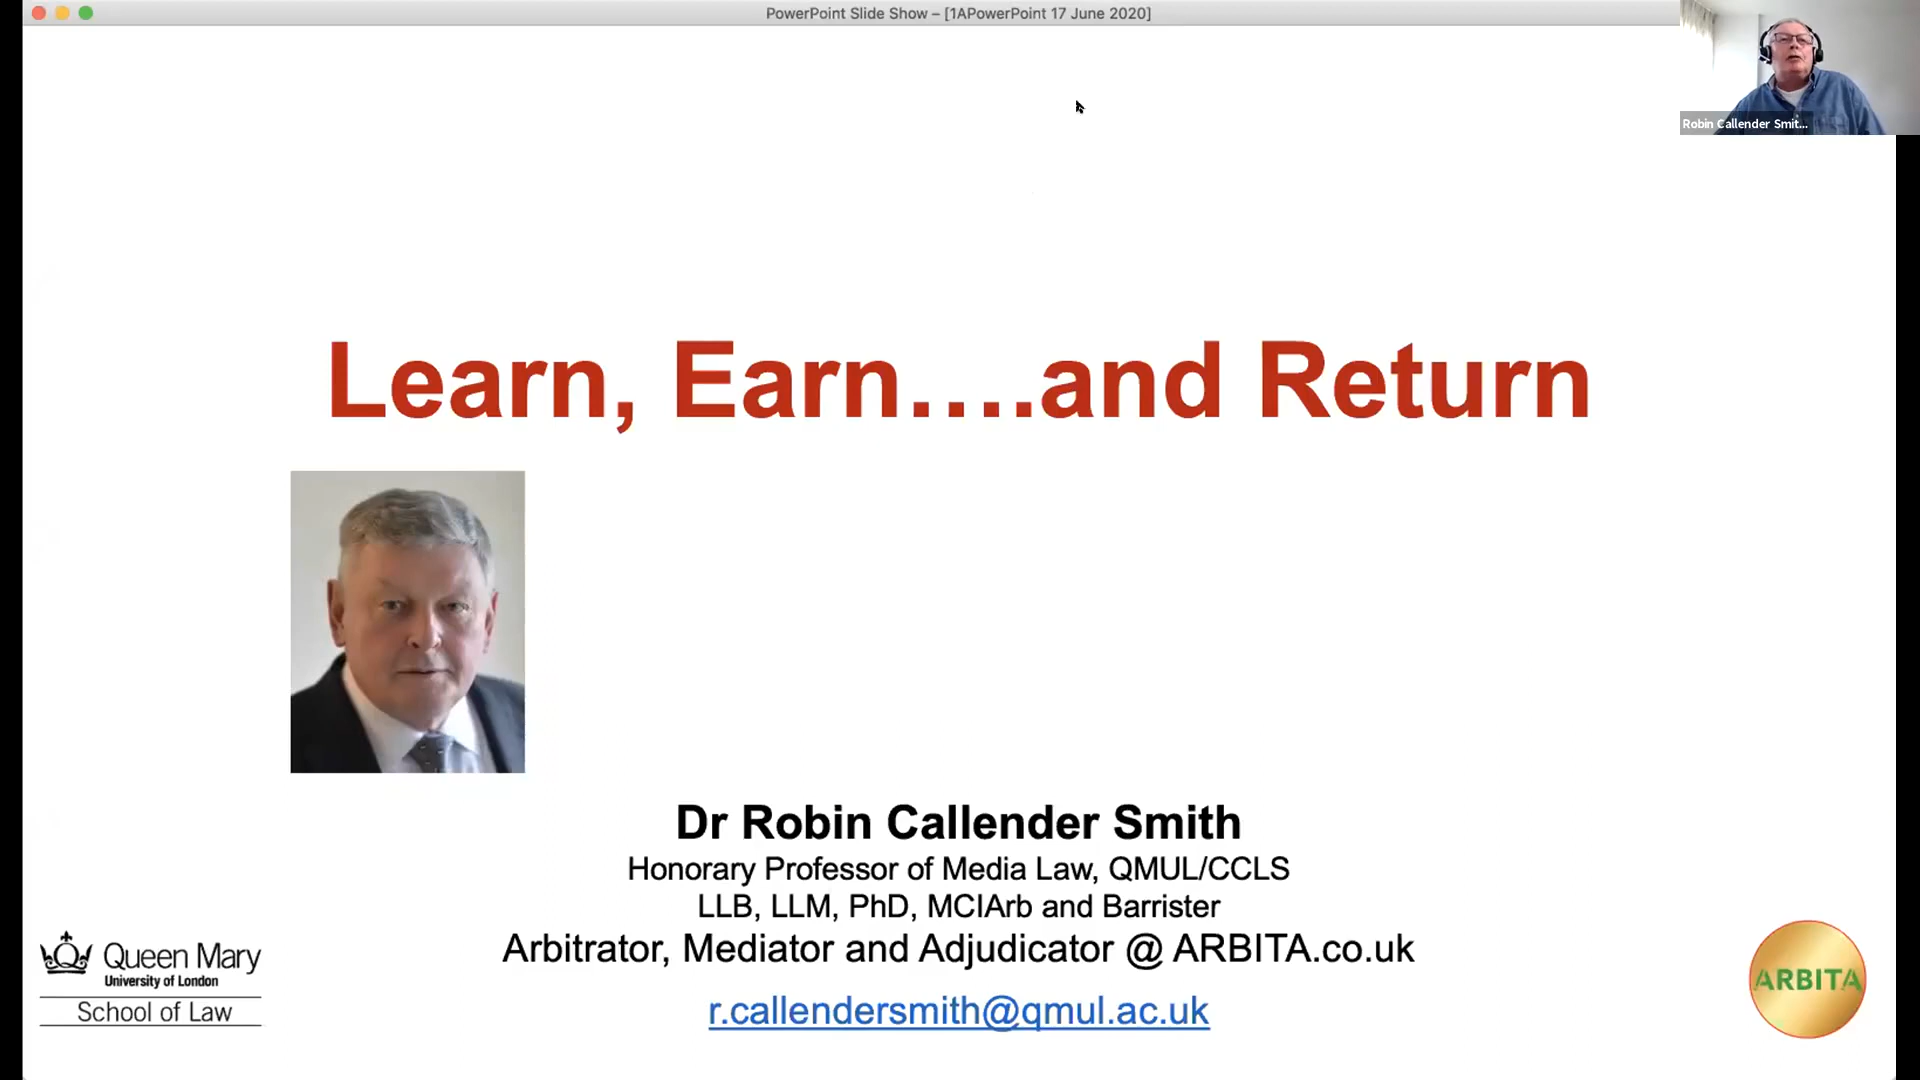 PowerPoint Slide Show – [1APowerPoint 17 June 2020]
Robin Callender Smit...
Learn, Earn….and Return
Dr Robin Callender Smith
Honorary Professor of Media Law, QMUL/CCLS
LLB, LLM, PhD, MCIArb and Barrister
Arbitrator, Mediator and Adjudicator @ ARBITA.co.uk
r.callendersmith@qmul.ac.uk
Queen Mary
University of London
School of Law
ARBITA